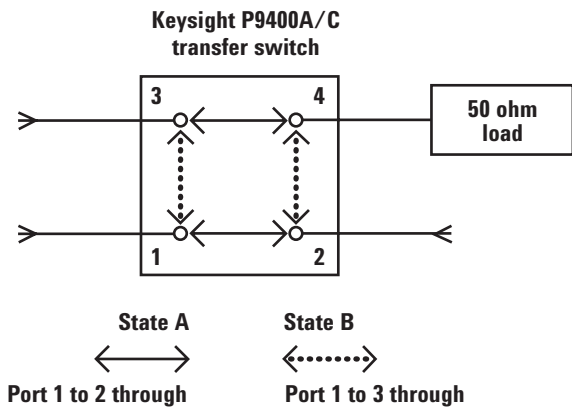 Keysight P9400A/C
transfer switch
3
4
50 ohm
load
1
2
State A
State B
Port 1 to 2 through
Port 1 to 3 through